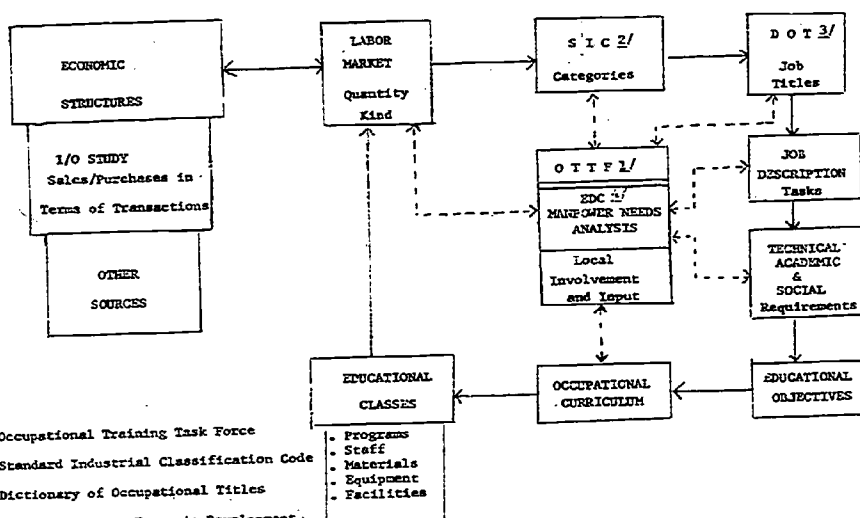 ECONOMIC
STRUCTURES
I/O STUDY
Sales/Purchases in
Terms of Transactions
OTHER
SOURCES
LABOR
MARKET
Quantity
Kind
S I C 2/
Categories
D O T 3/
Job
Titles
O T T F 1/
EDC 4/
MANPOWER NEEDS
ANALYSIS
Local
Involvement
and Input
JOB
DESCRIPTION
Tasks
TECHNICAL
ACADEMIC
&
SOCIAL
Requirements
EDUCATIONAL
OBJECTIVES
OCCUPATIONAL
CURRICULUM
EDUCATIONAL
CLASSES
. Programs
. Staff
. Materials
. Equipment
. Facilities
Occupational Training Task Force
Standard Industrial Classification Code
Dictionary of Occupational Titles
Development